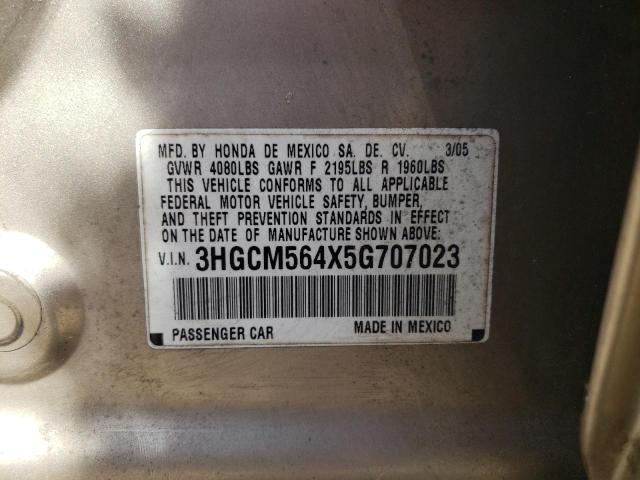 MFD. BY HONDA DE MEXICO SA. DE. CV. 3/05
GVWR 4080LBS GAWR F 2195LBS R 1960LBS
THIS VEHICLE CONFORMS TO ALL APPLICABLE
FEDERAL MOTOR VEHICLE SAFETY, BUMPER,
AND THEFT PREVENTION STANDARDS IN EFFECT
ON THE DATE OF MANUFACTURE SHOWN ABOVE:
V.I.N. 3HGCM564X5G707023
PASSENGER CAR MADE IN MEXICO